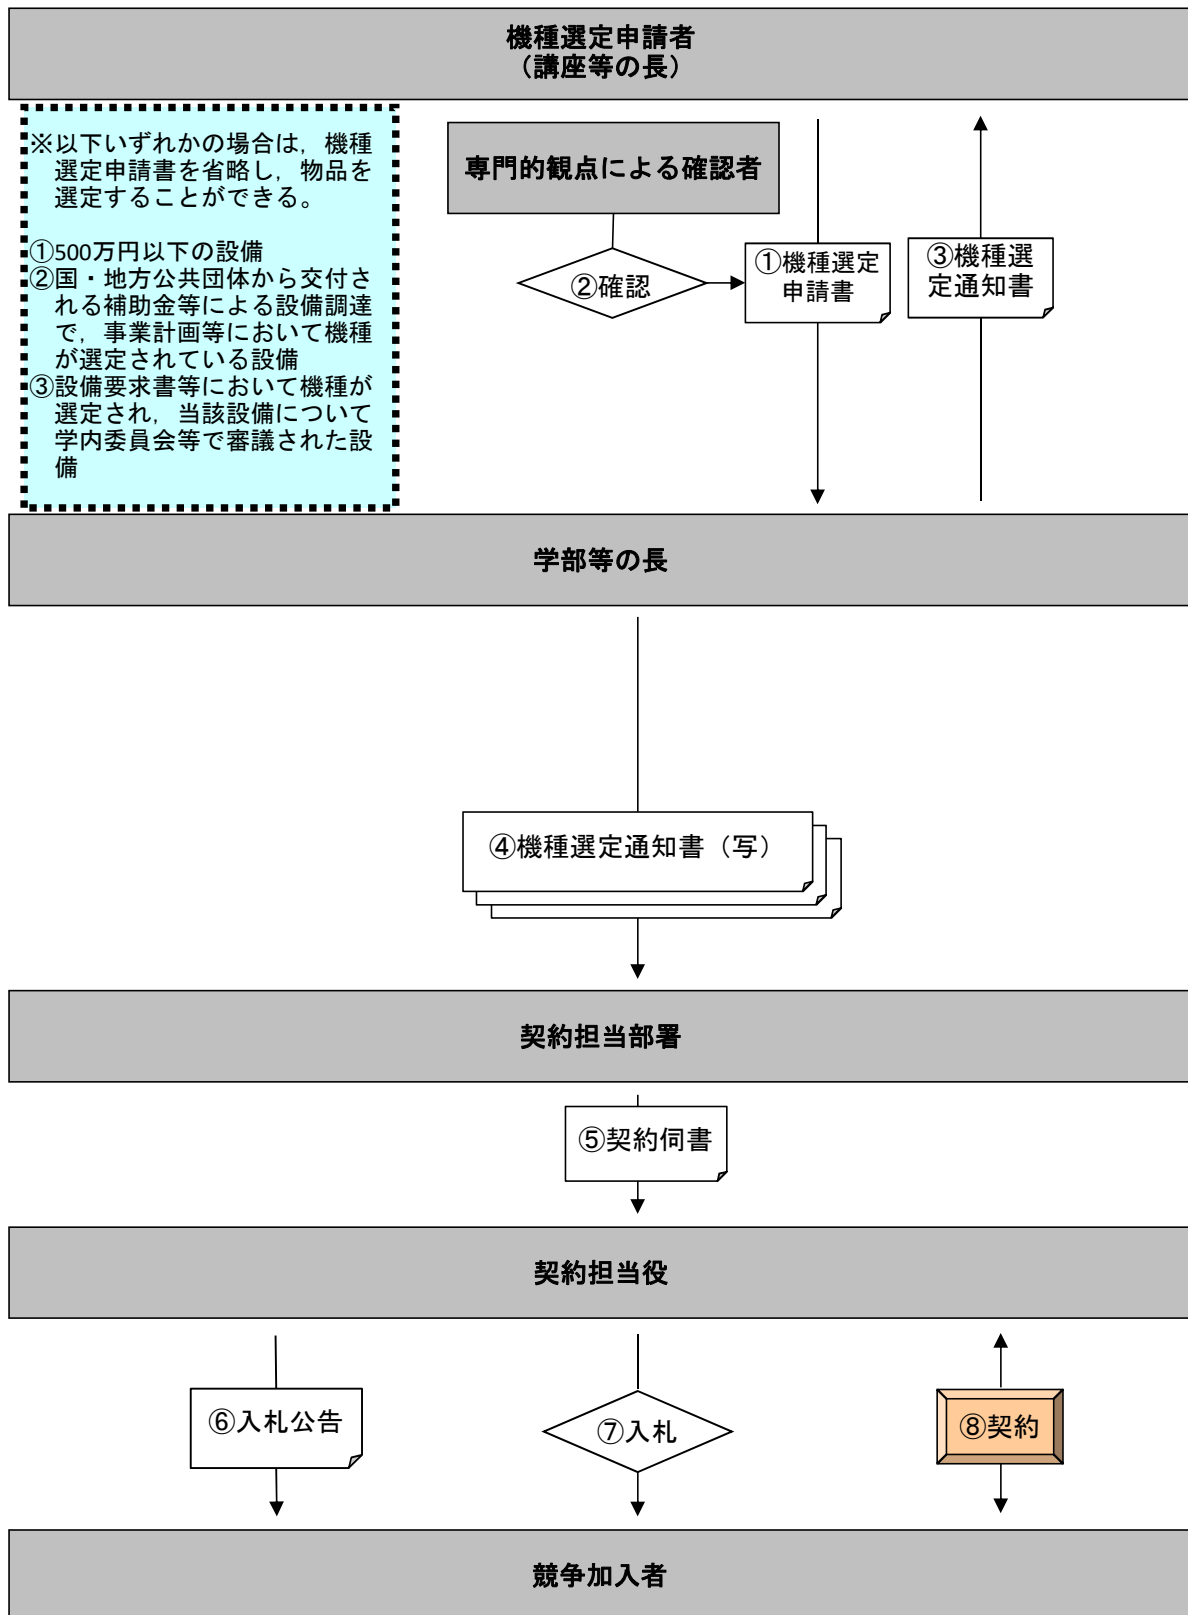 機種選定申請者
（講座等の長）
※以下いずれかの場合は，機種
選定申請書を省略し，物品を
選定することができる。
①500万円以下の設備
②国・地方公共団体から交付さ
れる補助金等による設備調達
で，事業計画等において機種
が選定されている設備
③設備要求書等において機種が
選定され，当該設備について
学内委員会等で審議された設
備
専門的観点による確認者
②確認
①機種選定
申請書
③機種選
定通知書
学部等の長
④機種選定通知書（写）
契約担当部署
⑤契約伺書
契約担当役
⑥入札公告
⑦入札
⑧契約
競争加入者